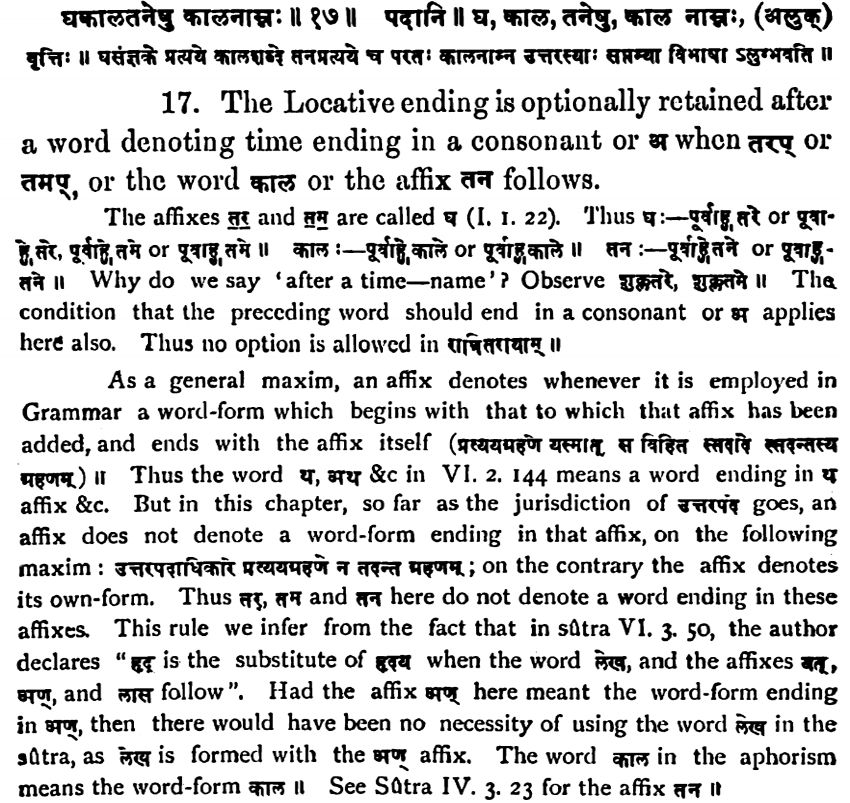 घकालतनेषु कालनाम्नः ॥ १७ ॥ पदानि ॥ घ, काल, तनेषु, काल नाम्नः, (अलुक्)
वृत्तिः ॥ घसंज्ञके प्रत्यये कालशब्दे तनप्रत्यये च परतः कालनाम्न उत्तरस्याः सप्तम्या विभाषा ऽलुग्भवति ॥
17. The Locative ending is optionally retained after
a word denoting time ending in a consonant or अ when तरप् or
तमप्, or the word काल or the affix तन follows.
The affixes तर and तम are called घ (I. 1. 22). Thus घः—पूर्वाह्णे तरे or पूर्वा-
ह्णे तरे, पूर्वाह्णे तमे or पूर्वाह्ण तमे ॥ कालः—पूर्वाह्णे काले or पूर्वाह्णकाले ॥ तनः—पूर्वाह्णेतने or पूर्वाह्ण-
तने ॥ Why do we say ‘after a time—name’? Observe शुक्लतरे, शुक्लतमे ॥ The
condition that the preceding word should end in a consonant or अ applies
here also. Thus no option is allowed in रात्रितरायाम् ॥
As a general maxim, an affix denotes whenever it is employed in
Grammar a word-form which begins with that to which that affix has been
added, and ends with the affix itself (प्रत्ययग्रहणे यस्मात् स विहित स्तदादे स्तदन्तस्य
ग्रहणम्) ॥ Thus the word थ, अथ &c in VI. 2. 144 means a word ending in थ
affix &c. But in this chapter, so far as the jurisdiction of उत्तरपद goes, an
affix does not denote a word-form ending in that affix, on the following
maxim : उत्तरपदाधिकारे प्रत्ययग्रहणे न तदन्त ग्रहणम्; on the contrary the affix denotes
its own-form. Thus तर, तम and तन here do not denote a word ending in these
affixes. This rule we infer from the fact that in sûtra VI. 3. 50, the author
declares “हृद् is the substitute of हृदय when the word लेख, and the affixes यत्,
अण्, and लास follow”. Had the affix अण् here meant the word-form ending
in अण्, then there would have been no necessity of using the word लेख in the
sûtra, as लेख is formed with the अण् affix. The word काल in the aphorism
means the word-form काल ॥ See Sûtra IV. 3. 23 for the affix तन ॥